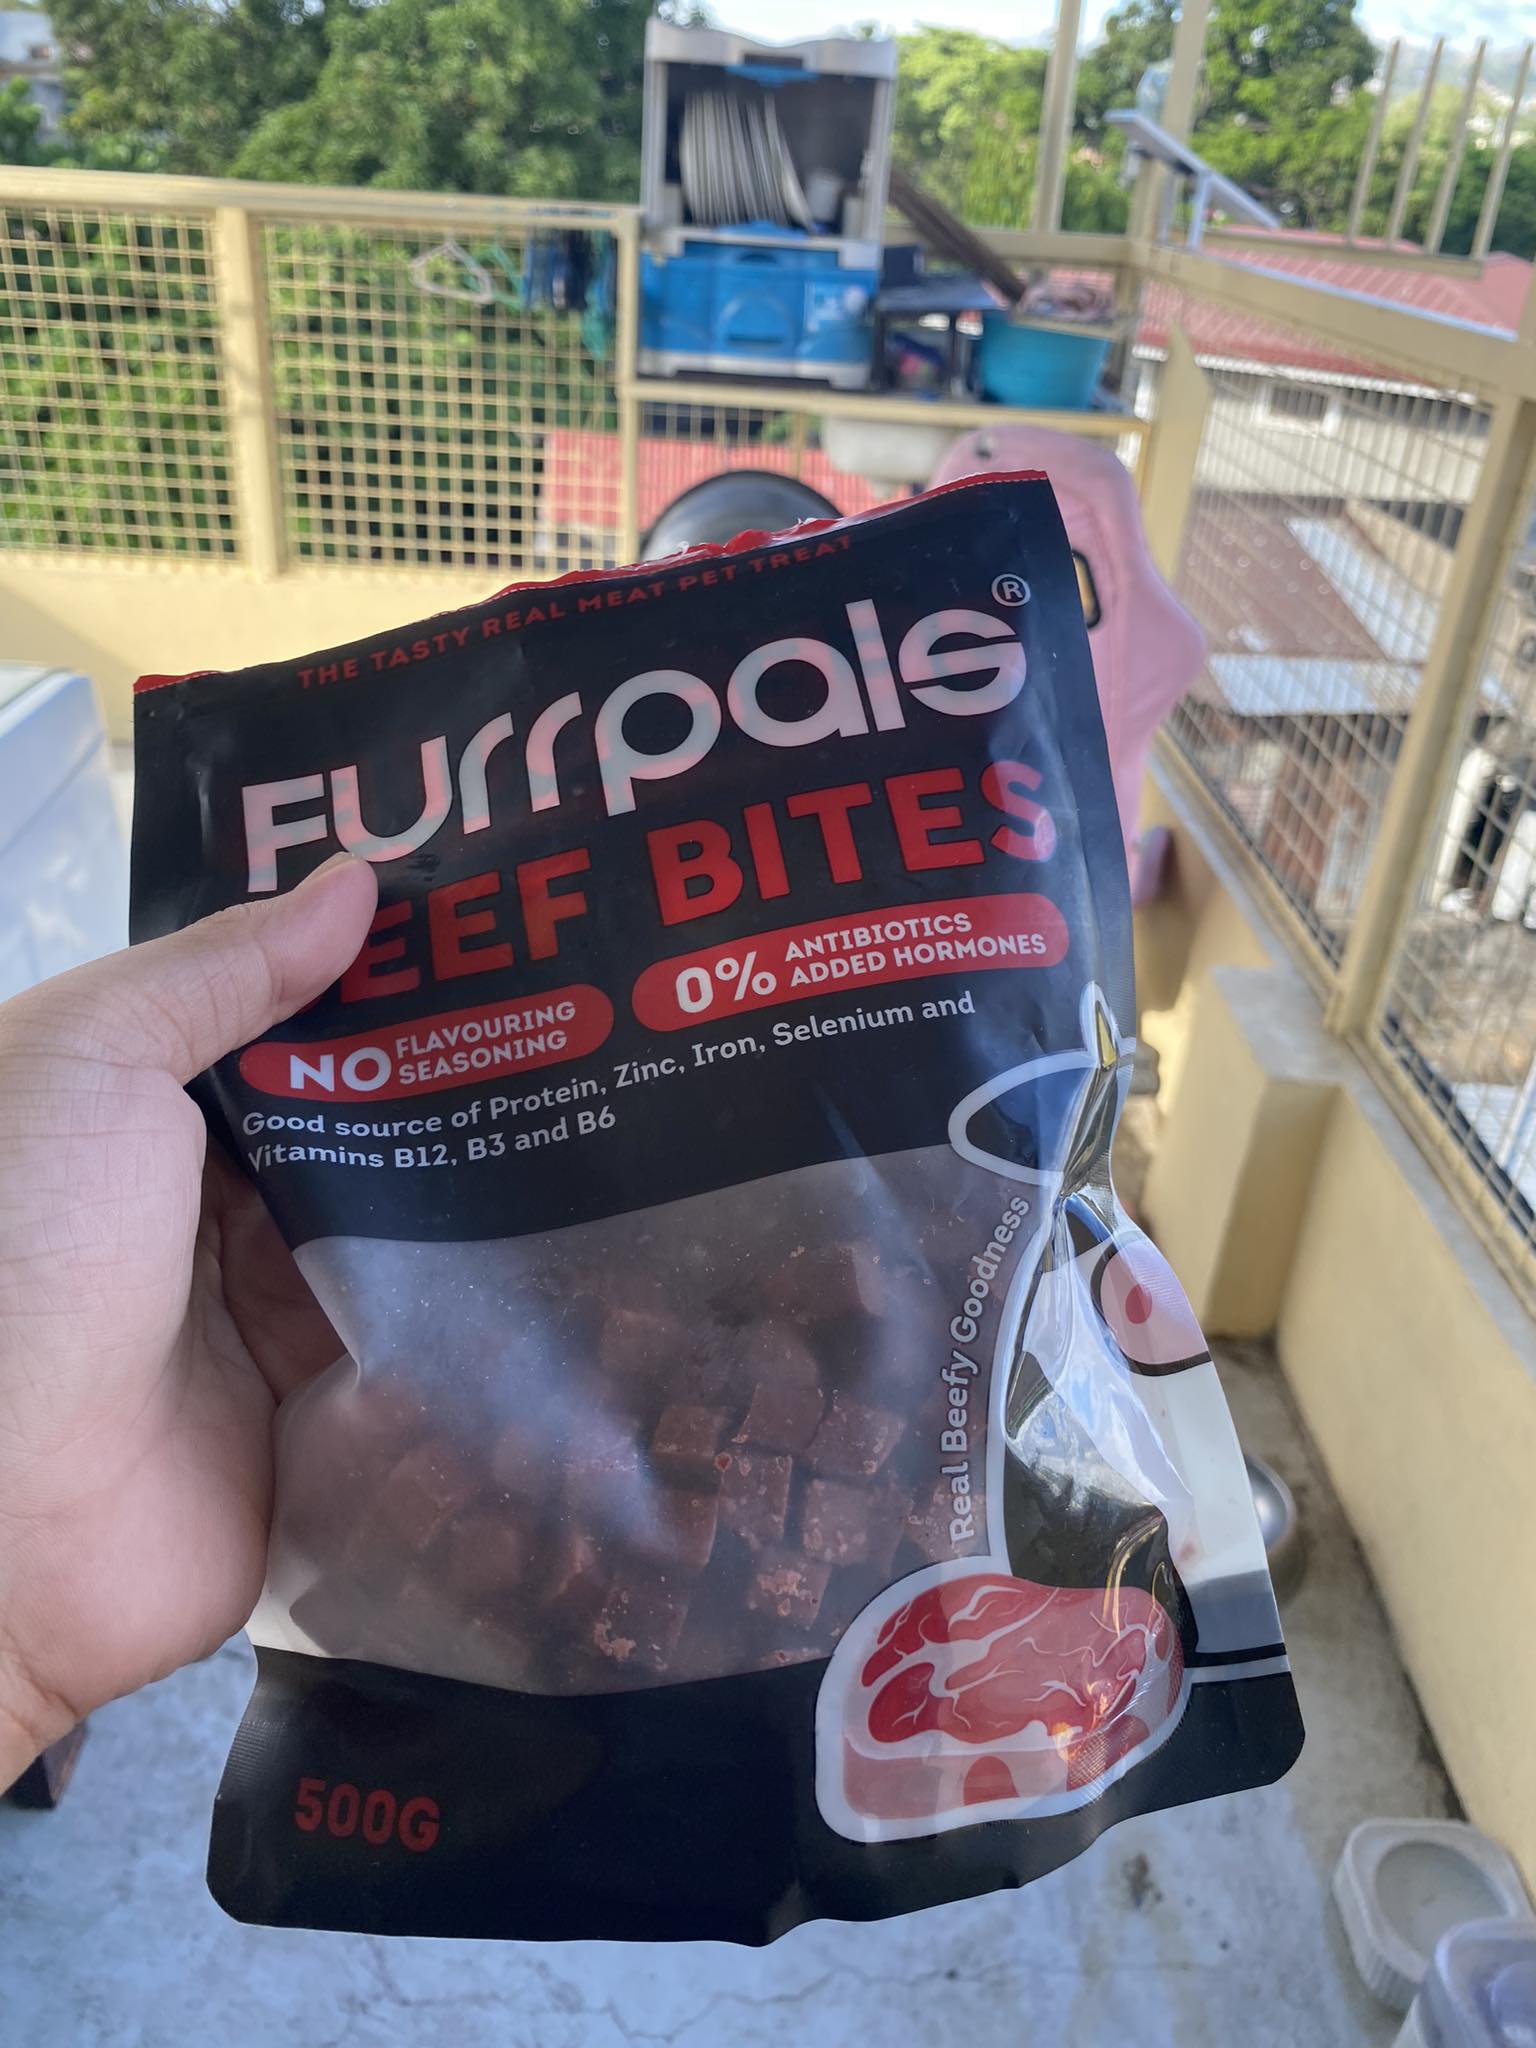 THE TASTY REAL MEAT PET TREAT
Furrpals®
EEF BITES
NO FLAVOURING
SEASONING
0% ANTIBIOTICS
ADDED HORMONES
Good source of Protein, Zinc, Iron, Selenium and
Vitamins B12, B3 and B6
Real Beefy Goodness
500G